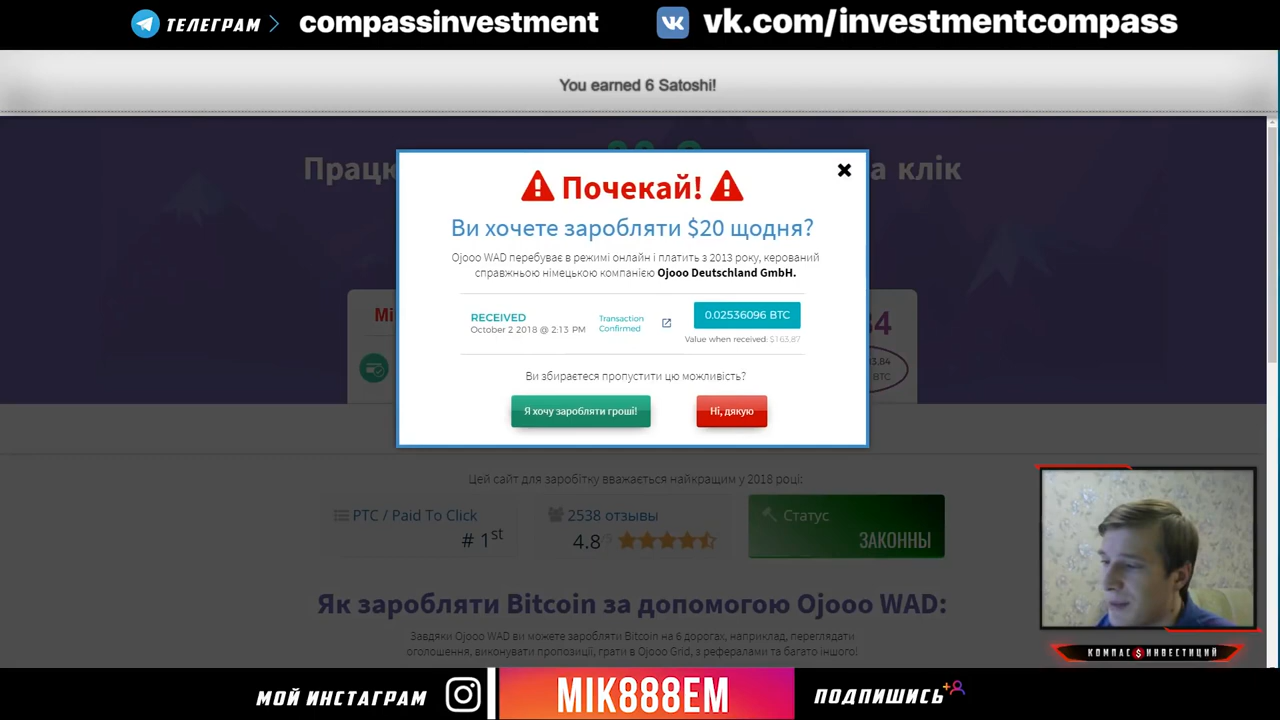 ТЕЛЕГРАМ
compassinvestment
vk.com/investmentcompass
You earned 6 Satoshi!
а клік
Почекай!
Ви хочете заробляти $20 щодня?
Ojooo WAD перебуває в режимі онлайн і платить з 2013 року, керований
справжньою німецькою компанією Ojooo Deutschland GmbH.
RECEIVED
October 2 2018 @ 2:13 PM
Transaction
Confirmed
0.02536096 BTC
Value when received: $163.87
Ви збираєтеся пропустити цю можливість?
Я хочу заробляти гроші!
Ні, дякую
BTC
Цей сайт для заробітку вважається найкращим у 2018 році:
PTC / Paid To Click
# 1st
2538 отзывы
4.8/5
Статус
ЗАКОННЫ
Як заробляти Bitcoin за допомогою Ojooo WAD:
Завдяки Ojooo WAD ви можете заробляти Bitcoin на 6 дорогах, наприклад, переглядати
оголошення, виконувати пропозиції, грати в Ojooo Grid, з рефералами та багато іншого!
КОМПАС $ ИНВЕСТИЦИЙ
МОЙ ИНСТАГРАМ
MIK888EM
ПОДПИШИСЬ